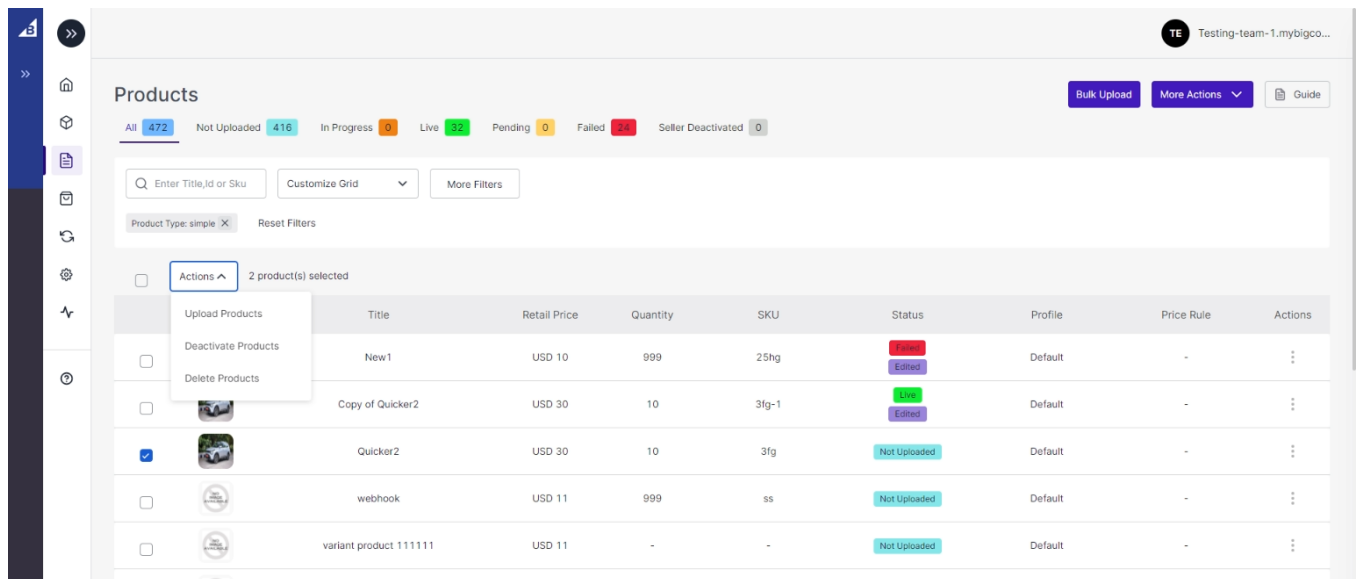 B
TE Testing-team-1.mybigco...
Products
Bulk Upload More Actions Guide
All 472 Not Uploaded 416 In Progress 0 Live 32 Pending 0 Failed 24 Seller Deactivated 0
Enter Title,Id or Sku Customize Grid More Filters
Product Type: simple X Reset Filters
Actions 2 product(s) selected
Upload Products
Deactivate Products
Delete Products
Title Retail Price Quantity SKU Status Profile Price Rule Actions
New1 USD 10 999 25hg Failed Edited Default -
Copy of Quicker2 USD 30 10 3fg-1 Live Edited Default -
Quicker2 USD 30 10 3fg Not Uploaded Default -
webhook USD 11 999 ss Not Uploaded Default -
variant product 111111 USD 11 - - Not Uploaded Default -